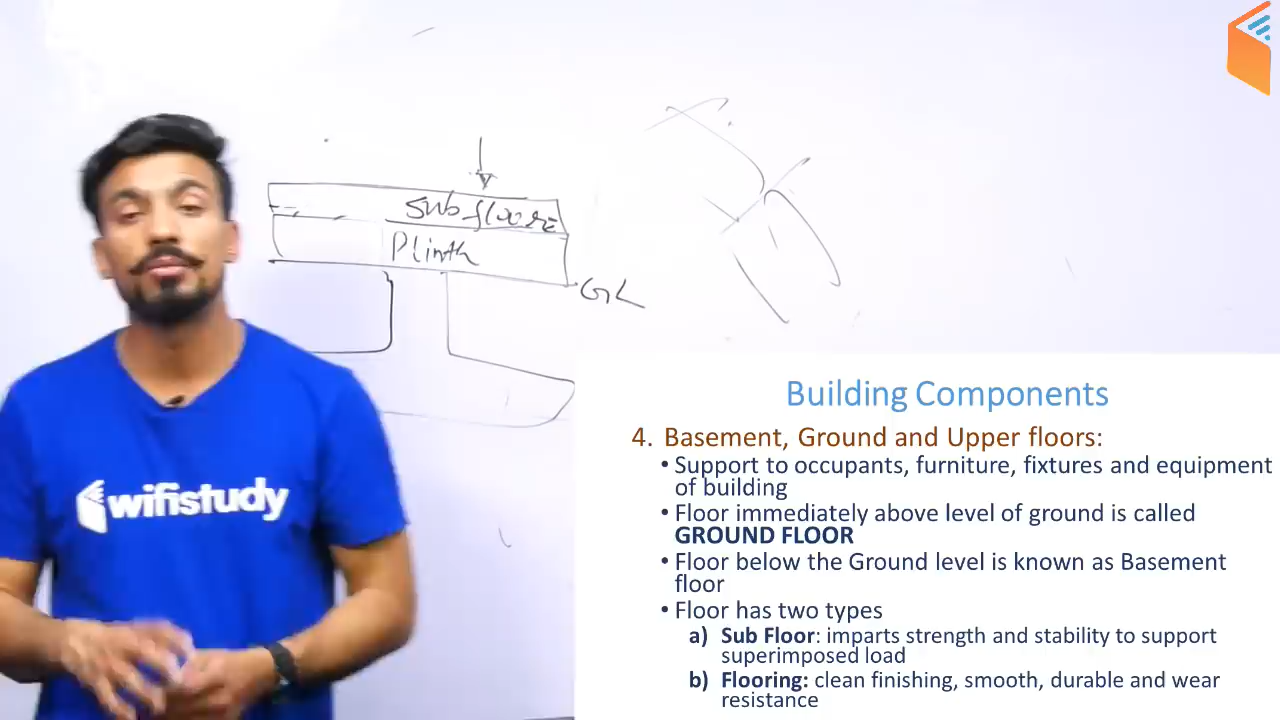 Sub floore
Plinth
GL
wifistudy
Building Components
4. Basement, Ground and Upper floors:
• Support to occupants, furniture, fixtures and equipment
of building
• Floor immediately above level of ground is called
GROUND FLOOR
• Floor below the Ground level is known as Basement
floor
• Floor has two types
a) Sub Floor: imparts strength and stability to support
superimposed load
b) Flooring: clean finishing, smooth, durable and wear
resistance